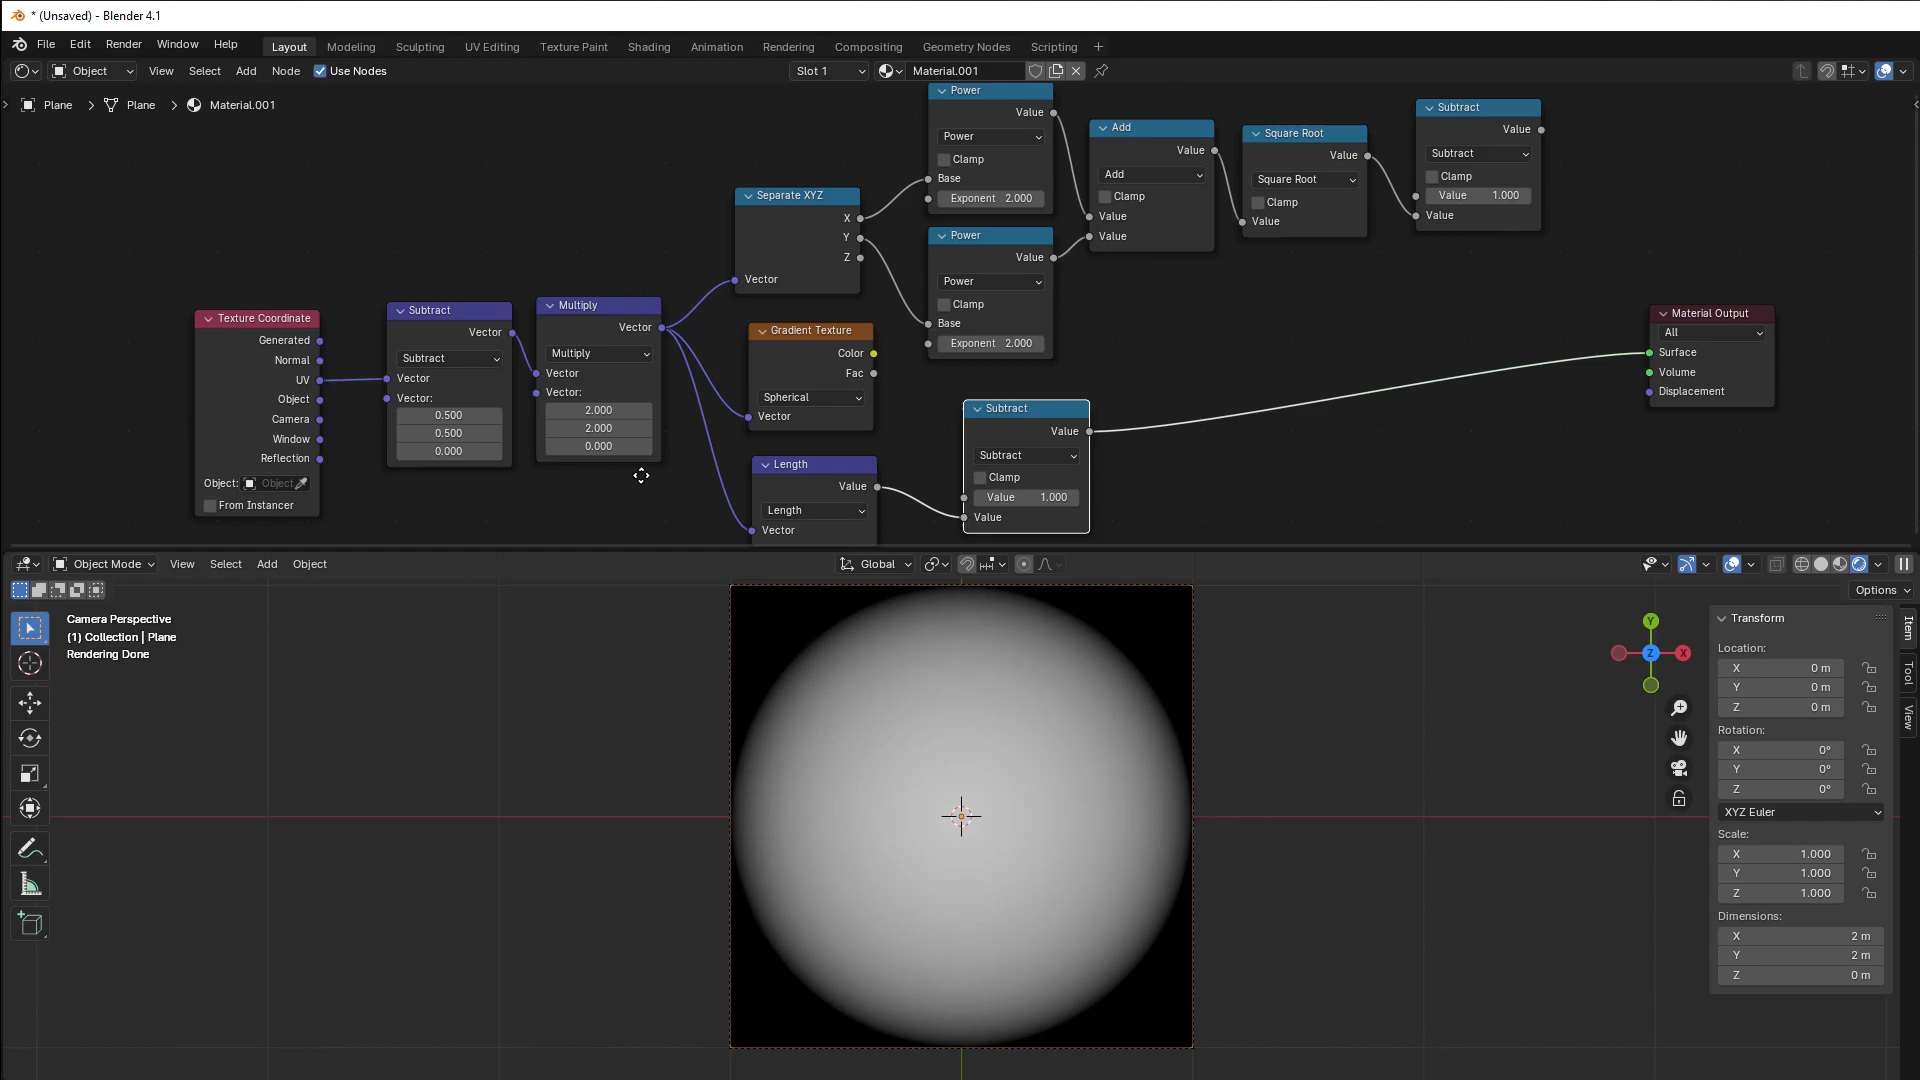 * (Unsaved) - Blender 4.1
File Edit Render Window Help Layout Modeling Sculpting UV Editing Texture Paint Shading Animation Rendering Compositing Geometry Nodes Scripting +
Object View Select Add Node Use Nodes Slot 1 Material.001
Plane Plane Material.001
Power
Value
Power
Clamp
Base
Exponent 2.000
Add
Value
Add
Clamp
Value
Value
Square Root
Value
Square Root
Clamp
Value
Subtract
Value
Subtract
Clamp
Value 1.000
Value
Separate XYZ
X
Y
Z
Vector
Power
Value
Power
Clamp
Base
Exponent 2.000
Texture Coordinate
Generated
Normal
UV
Object
Camera
Window
Reflection
Object: Object
From Instancer
Subtract
Vector
Subtract
Vector
Vector:
0.500
0.500
0.000
Multiply
Vector
Multiply
Vector
Vector:
2.000
2.000
0.000
Gradient Texture
Color
Fac
Spherical
Vector
Length
Value
Length
Vector
Subtract
Value
Subtract
Clamp
Value 1.000
Value
Material Output
All
Surface
Volume
Displacement
Object Mode View Select Add Object Global
Options
Camera Perspective
(1) Collection | Plane
Rendering Done
Y
Z X
Transform
Location:
X 0 m
Y 0 m
Z 0 m
Rotation:
X 0°
Y 0°
Z 0°
XYZ Euler
Scale:
X 1.000
Y 1.000
Z 1.000
Dimensions:
X 2 m
Y 2 m
Z 0 m
Item
Tool
View